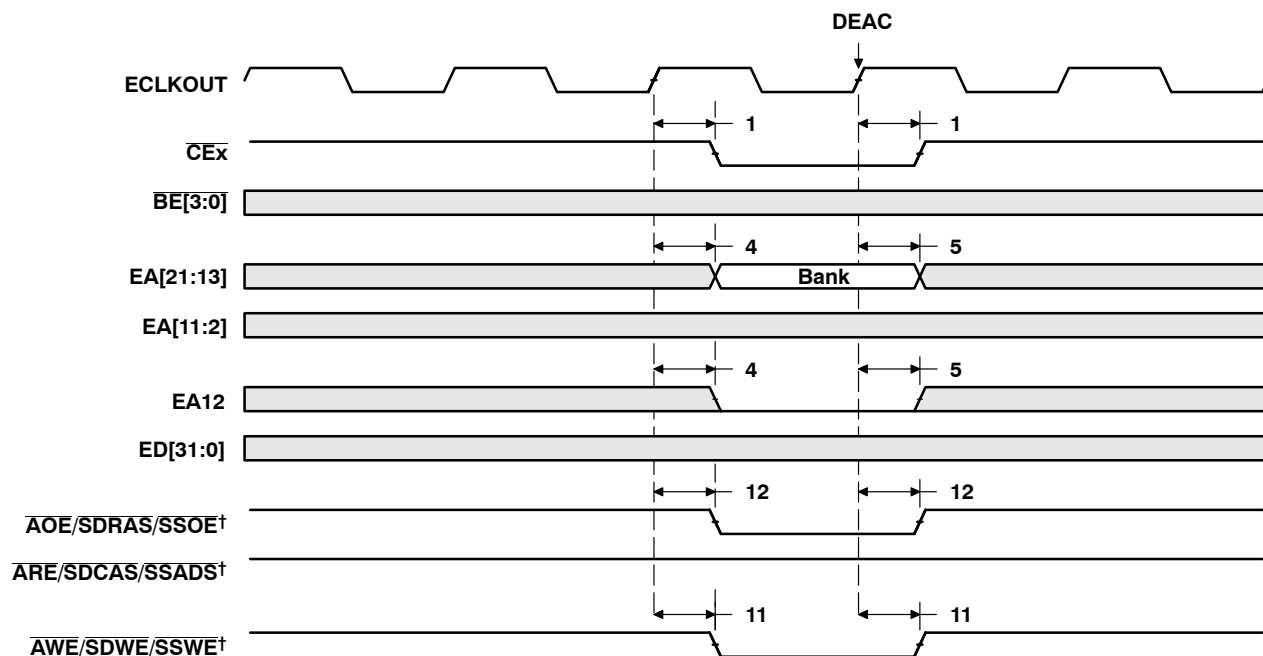 DEAC
ECLKOUT
1 1
CEx
BE[3:0]
4 5
EA[21:13] Bank
EA[11:2]
4 5
EA12
ED[31:0]
12 12
AOE/SDRAS/SSOE†
ARE/SDCAS/SSADS†
11 11
AWE/SDWE/SSWE†